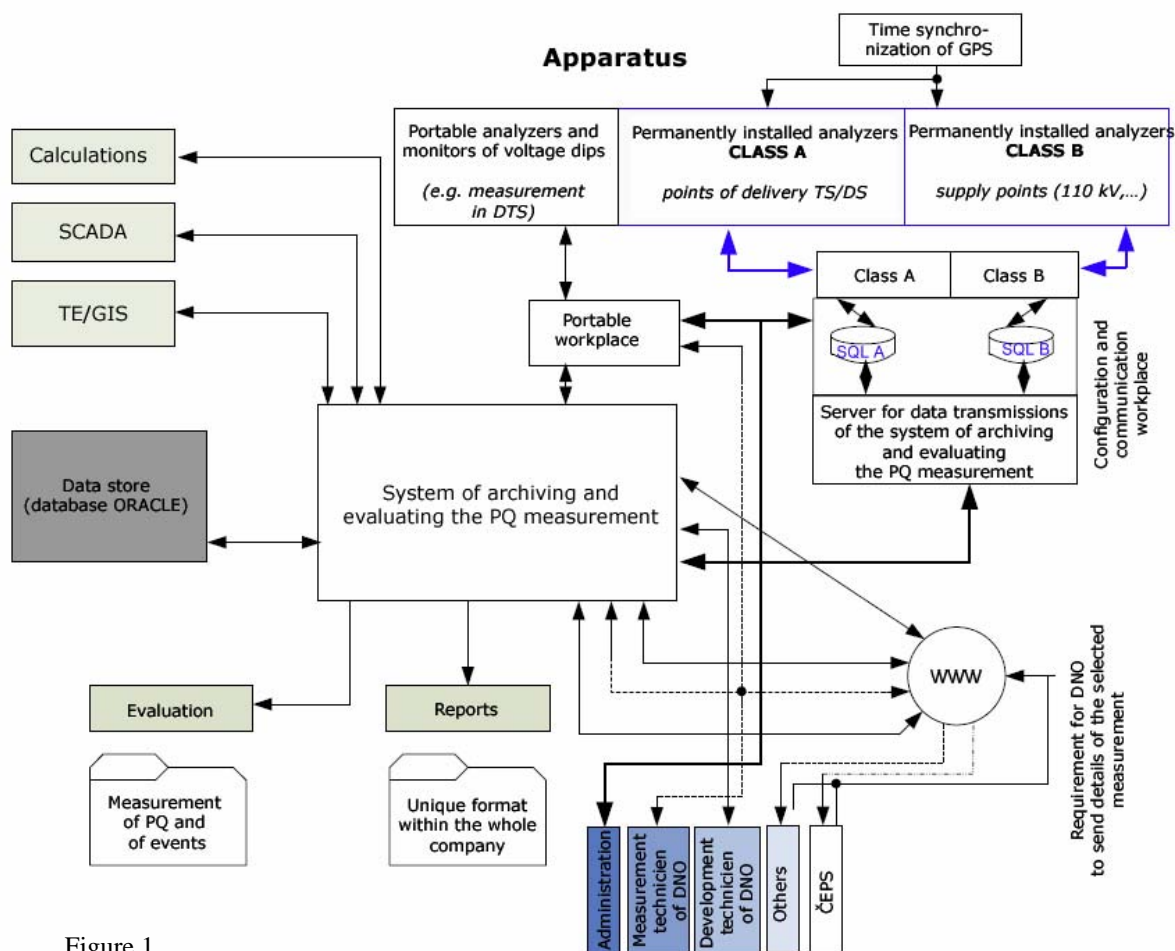 Time synchro-
nization of GPS
Apparatus
Portable analyzers and
monitors of voltage dips
(e.g. measurement
in DTS)
Permanently installed analyzers
CLASS A
points of delivery TS/DS
Permanently installed analyzers
CLASS B
supply points (110 kV,...)
Calculations
SCADA
TE/GIS
Class A
Class B
Portable
workplace
SQL A
SQL B
Configuration and
communication
workplace
Server for data transmissions
of the system of archiving
and evaluating
the PQ measurement
Data store
(database ORACLE)
System of archiving and
evaluating the PQ measurement
www
Requirement for DNO
to send details of the selected
measurement
Evaluation
Reports
Measurement
of PQ and
of events
Unique format
within the whole
company
Administration
Measurement
technicien
of DNO
Development
technicien
of DNO
Others
ČEPS
Figure 1